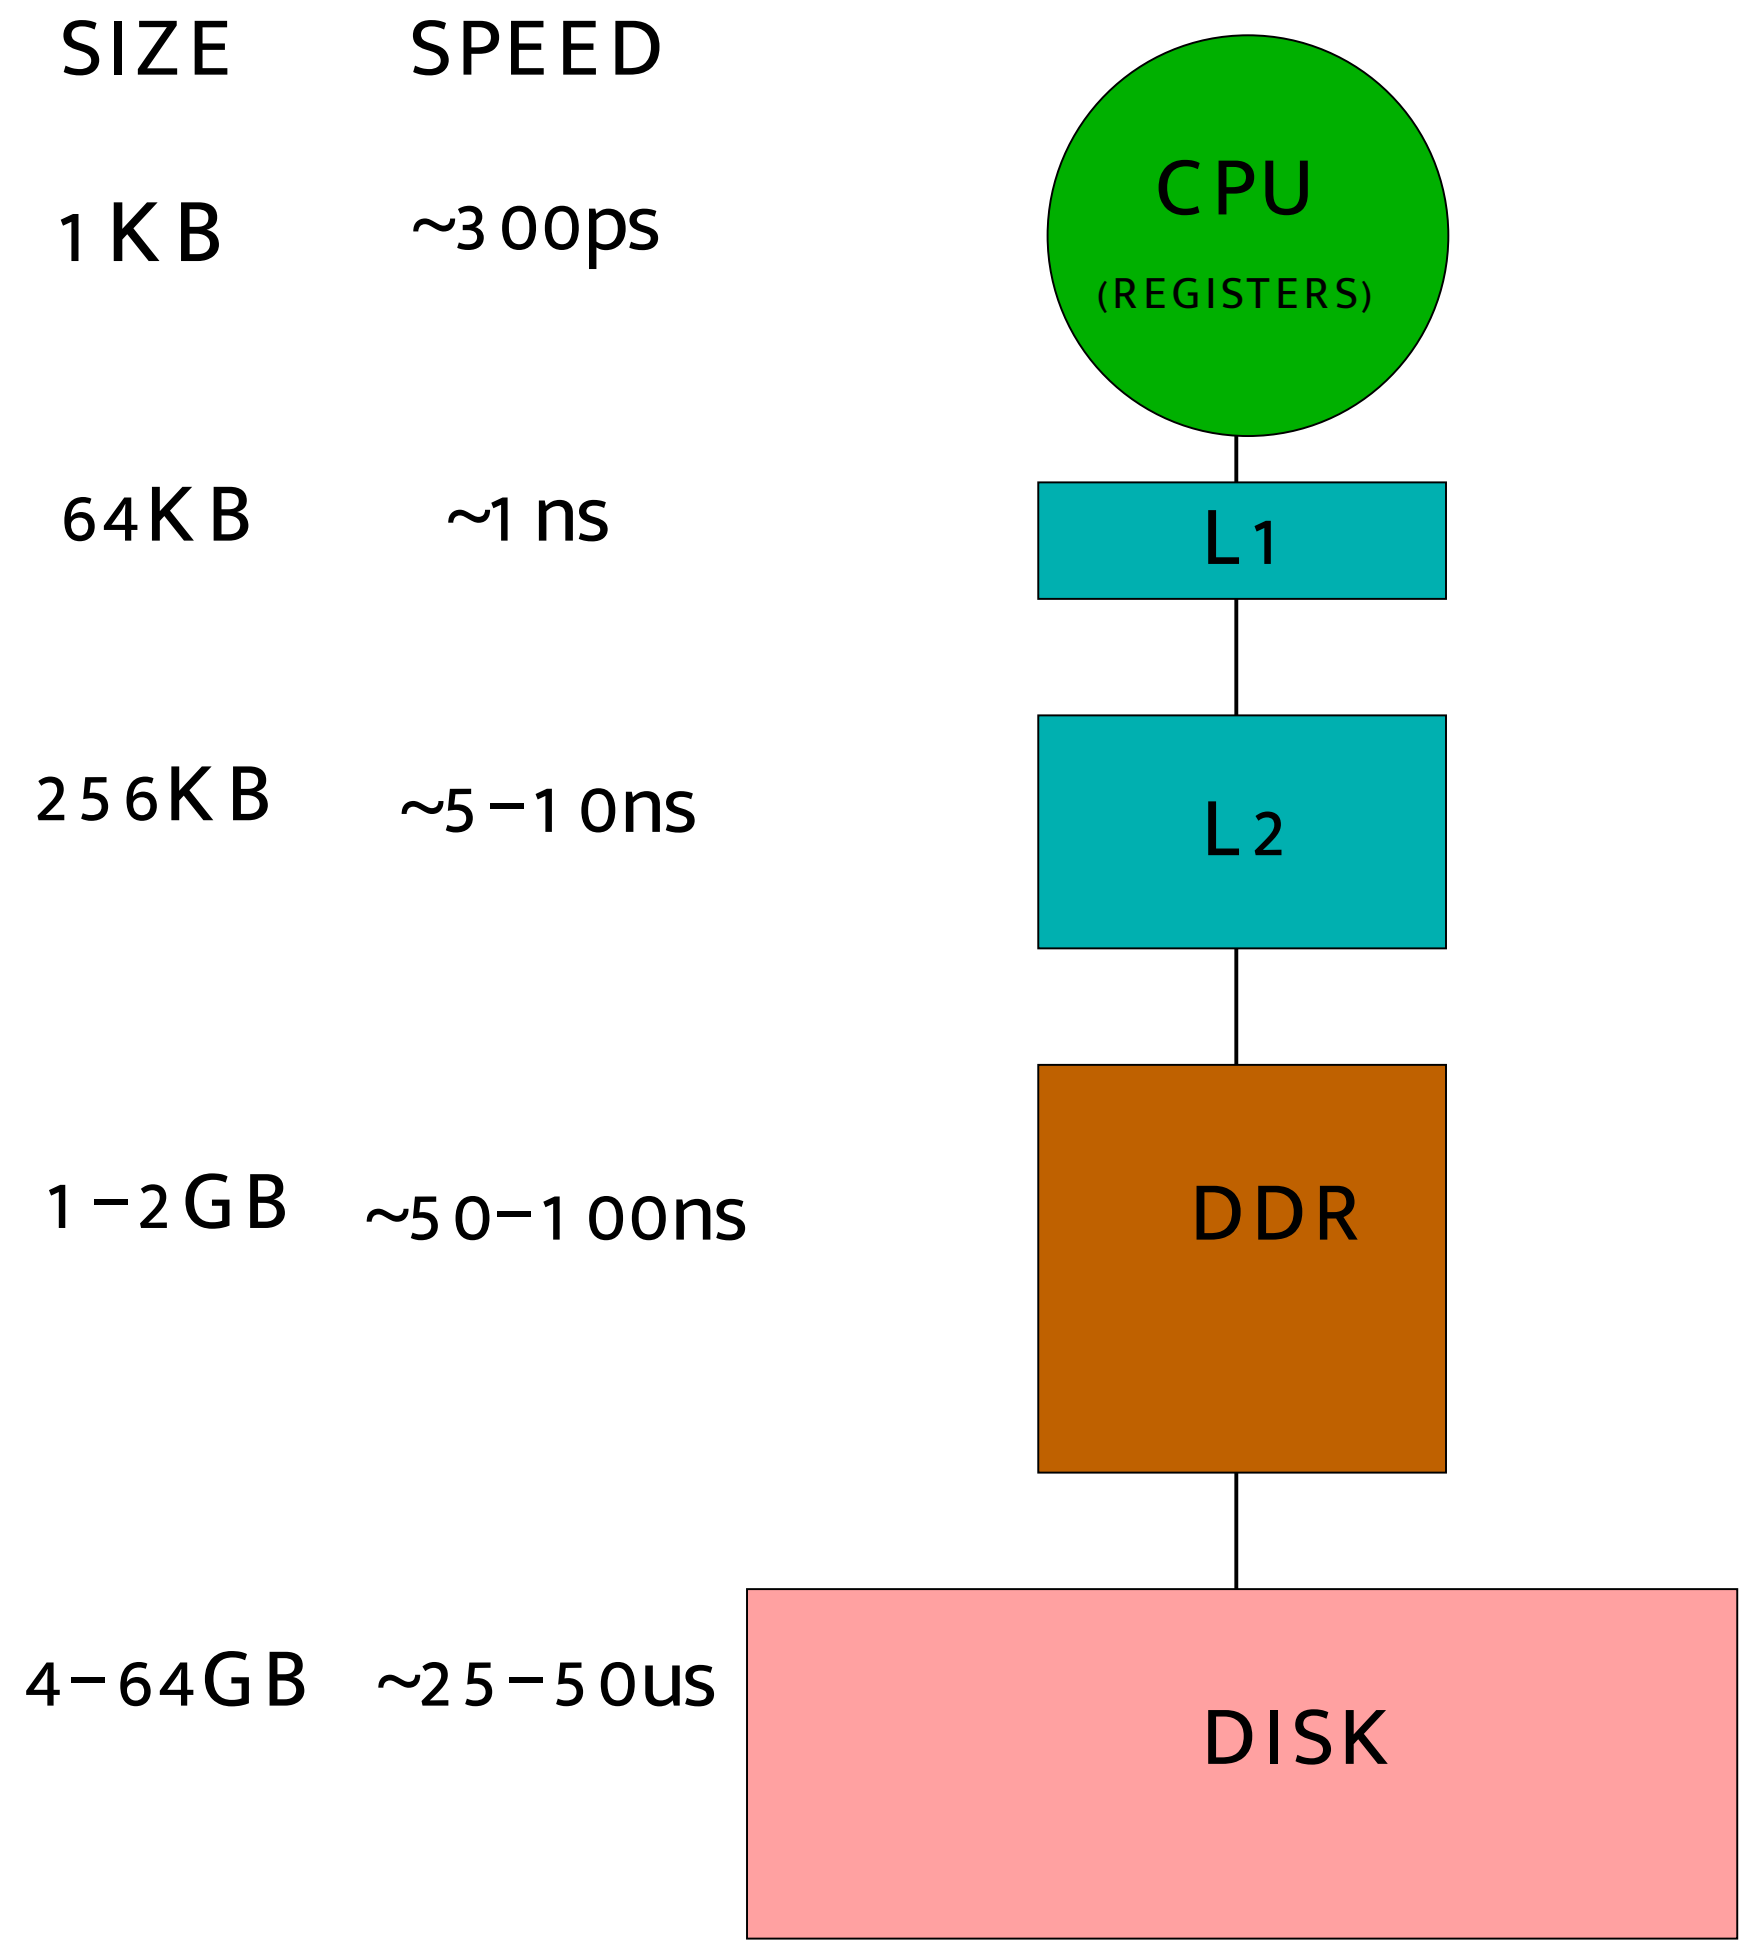 SIZE SPEED
CPU
1KB ~300ps
(REGISTERS)
64KB ~1ns L1
256KB ~5-10ns L2
1-2GB ~50-100ns DDR
4-64GB ~25-50us DISK